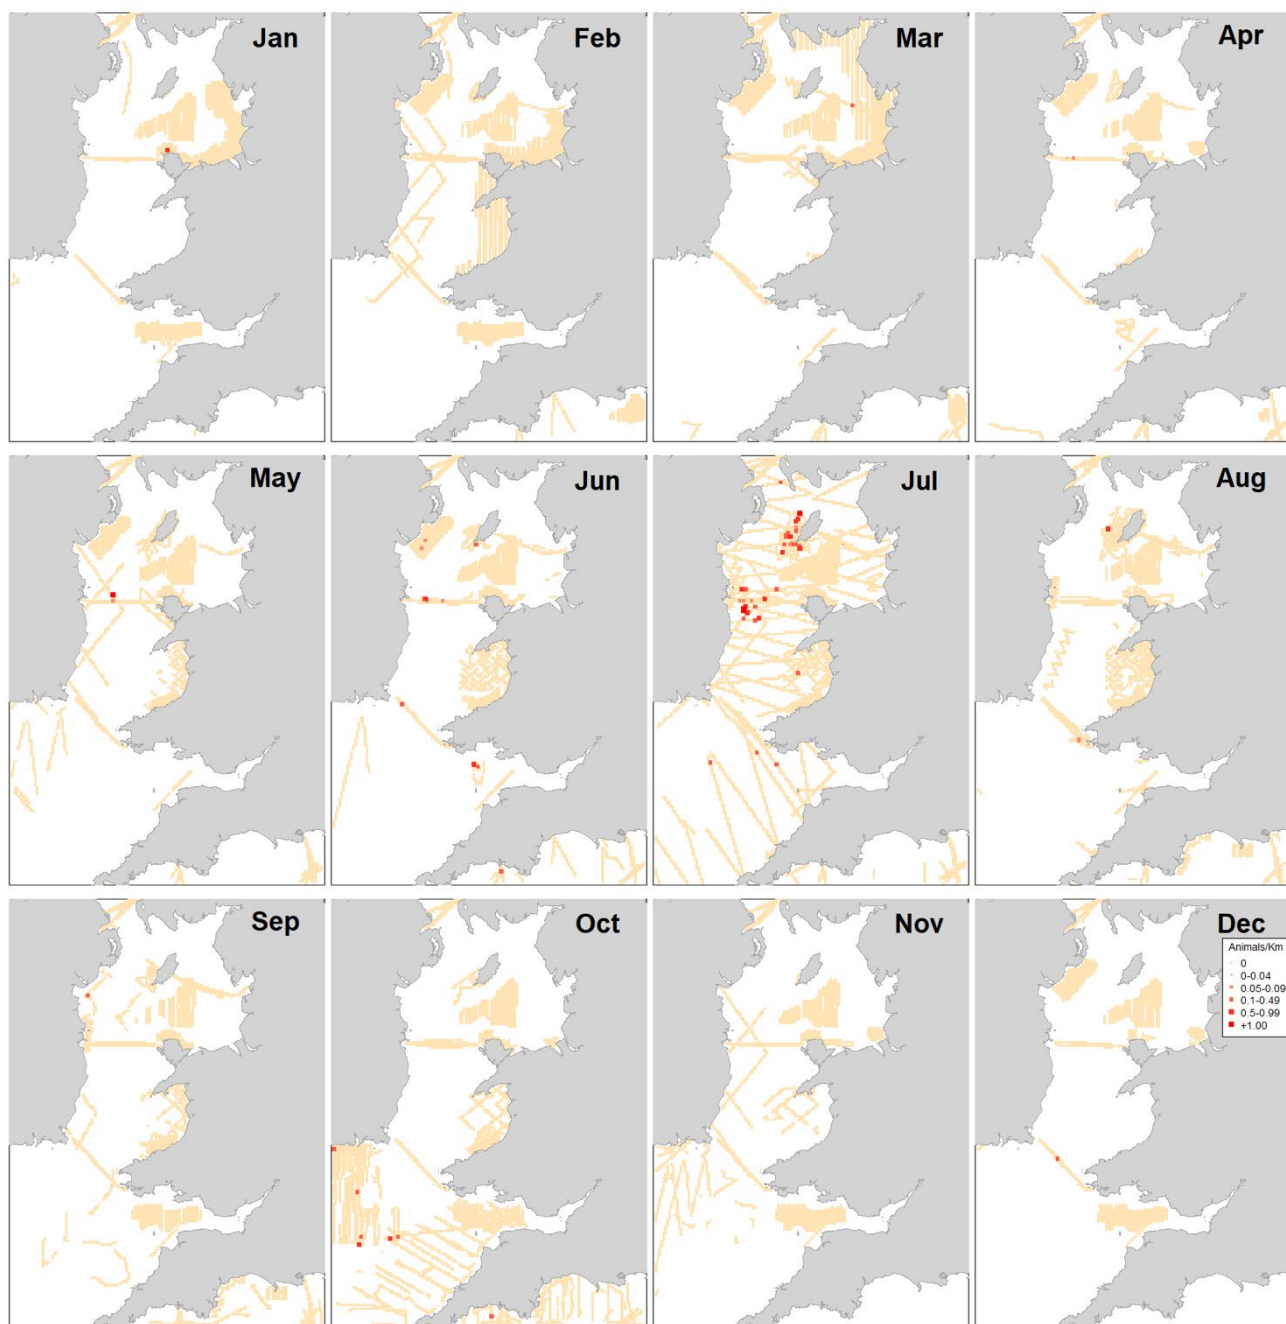 Jan
Feb
Mar
Apr
May
Jun
Jul
Aug
Sep
Oct
Nov
Dec
Animals/Km
0
0-0.04
0.05-0.09
0.1-0.49
0.5-0.99
+1.00